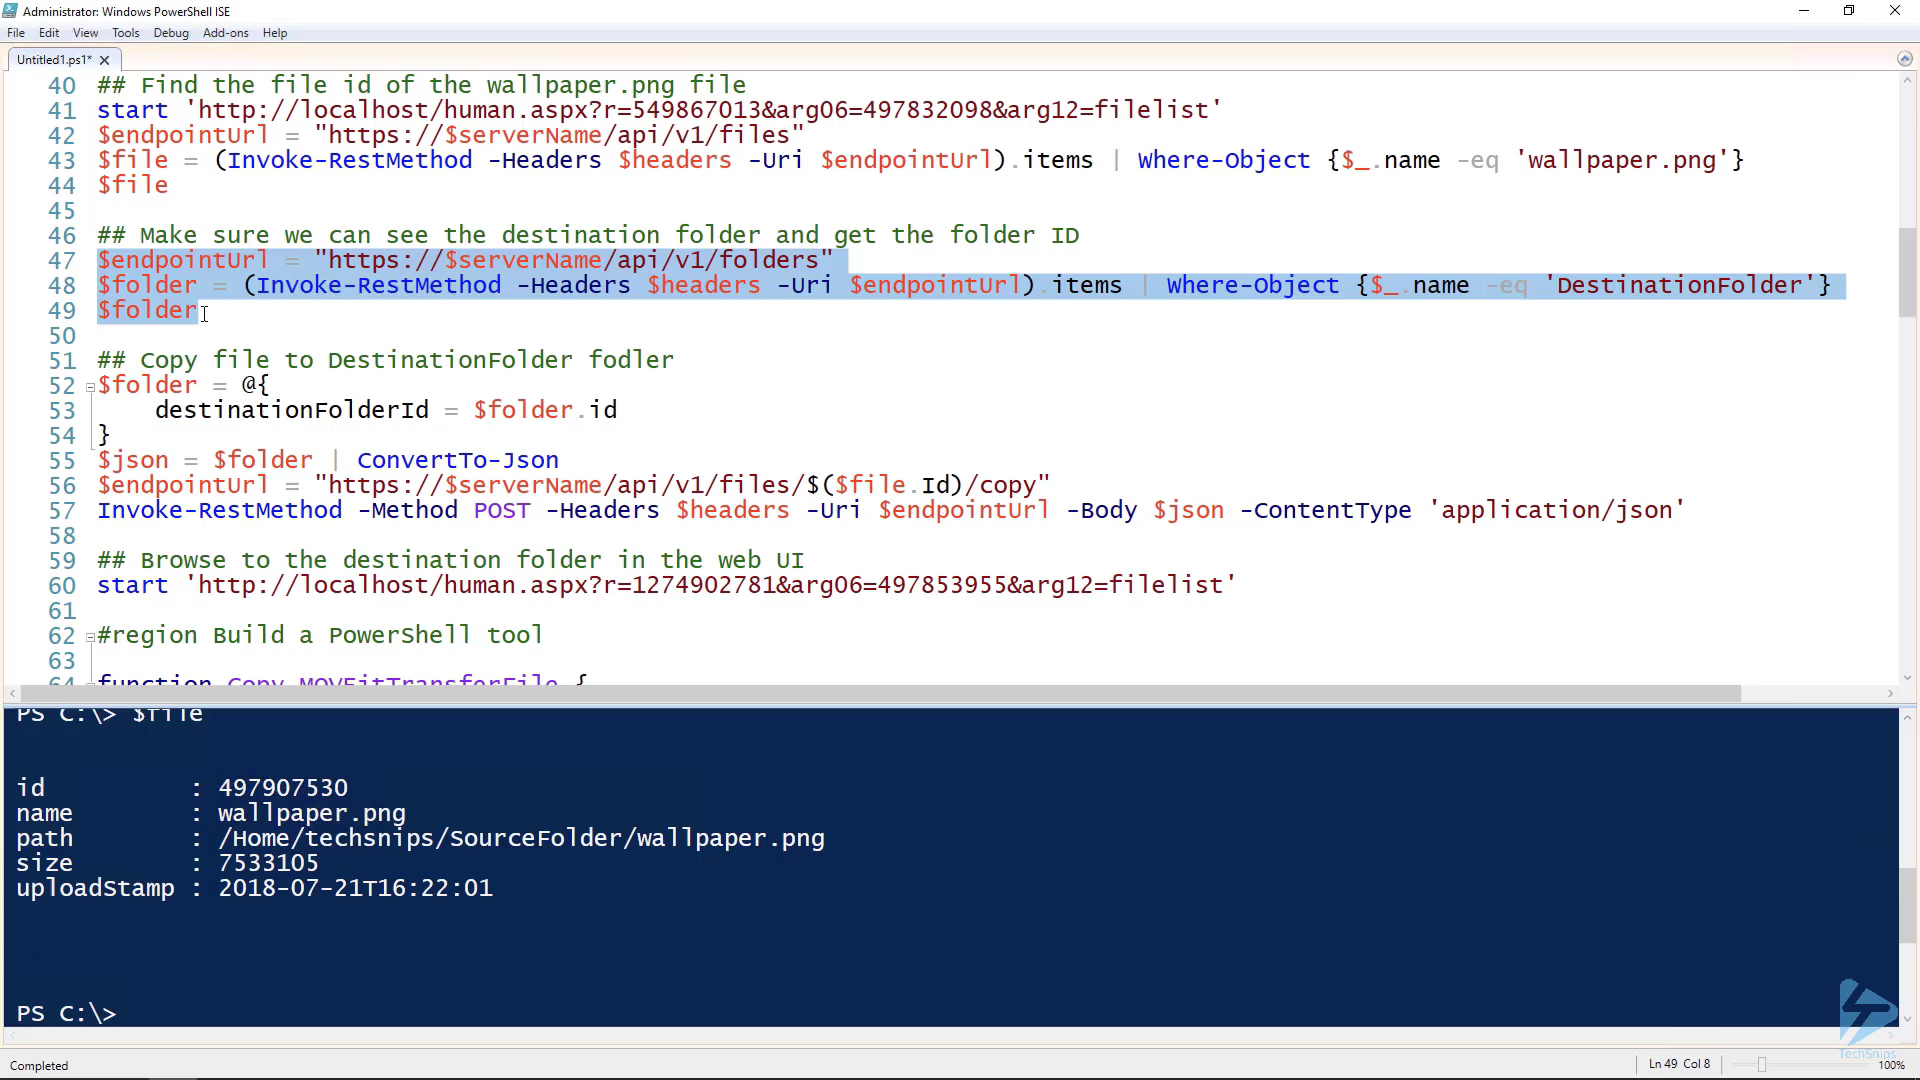 Administrator: Windows PowerShell ISE
File Edit View Tools Debug Add-ons Help
Untitled1.ps1*
40 ## Find the file id of the wallpaper.png file
41 start 'http://localhost/human.aspx?r=549867013&arg06=497832098&arg12=filelist'
42 $endpointUrl = "https://$serverName/api/v1/files"
43 $file = (Invoke-RestMethod -Headers $headers -Uri $endpointUrl).items | Where-Object {$_.name -eq 'wallpaper.png'}
44 $file
45
46 ## Make sure we can see the destination folder and get the folder ID
47 $endpointUrl = "https://$serverName/api/v1/folders"
48 $folder = (Invoke-RestMethod -Headers $headers -Uri $endpointUrl).items | Where-Object {$_.name -eq 'DestinationFolder'}
49 $folder
50
51 ## Copy file to DestinationFolder fodler
52 $folder = @{
53 destinationFolderId = $folder.id
54 }
55 $json = $folder | ConvertTo-Json
56 $endpointUrl = "https://$serverName/api/v1/files/$($file.Id)/copy"
57 Invoke-RestMethod -Method POST -Headers $headers -Uri $endpointUrl -Body $json -ContentType 'application/json'
58
59 ## Browse to the destination folder in the web UI
60 start 'http://localhost/human.aspx?r=1274902781&arg06=497853955&arg12=filelist'
61
62 #region Build a PowerShell tool
63
64 function Copy-MOVEitTransferFile {
PS C:\> $file
id : 497907530
name : wallpaper.png
path : /Home/techsnips/SourceFolder/wallpaper.png
size : 7533105
uploadStamp : 2018-07-21T16:22:01
PS C:\>
TechSnips
Completed Ln 49 Col 8 100%